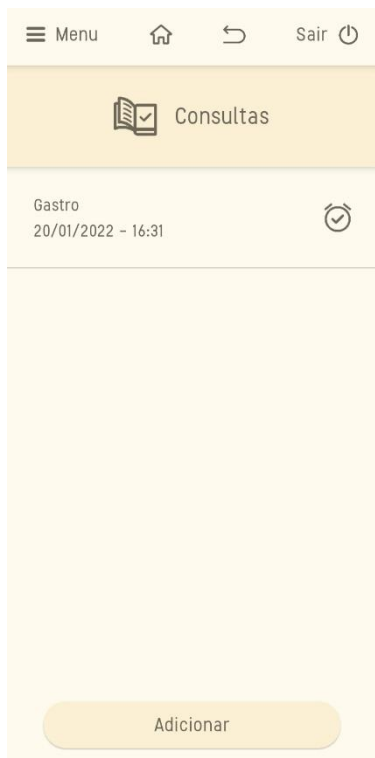 Menu
Sair
Consultas
Gastro
20/01/2022 - 16:31
Adicionar